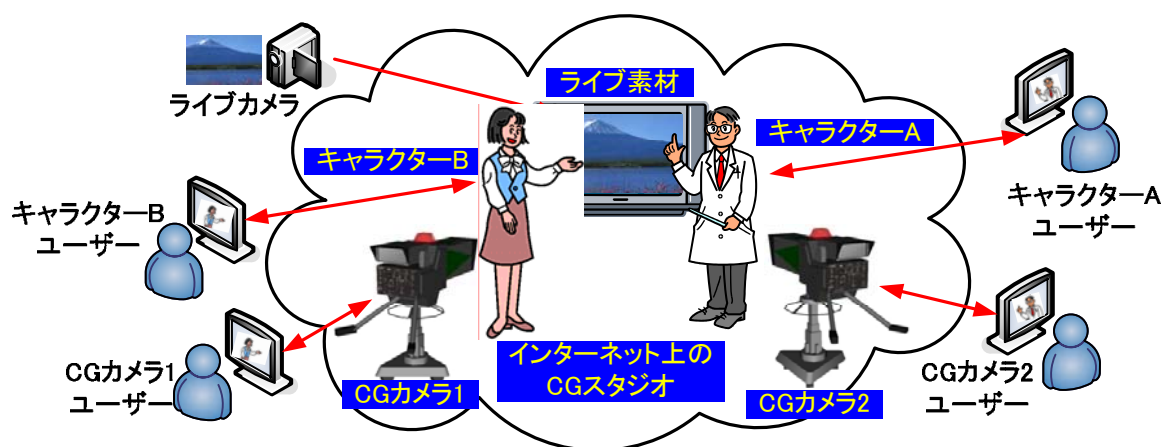 ライブカメラ
ライブ素材
キャラクターB
キャラクターA
キャラクターB
ユーザー
キャラクターA
ユーザー
CGカメラ1
ユーザー
CGカメラ1
インターネット上の
CGスタジオ
CGカメラ2
CGカメラ2
ユーザー